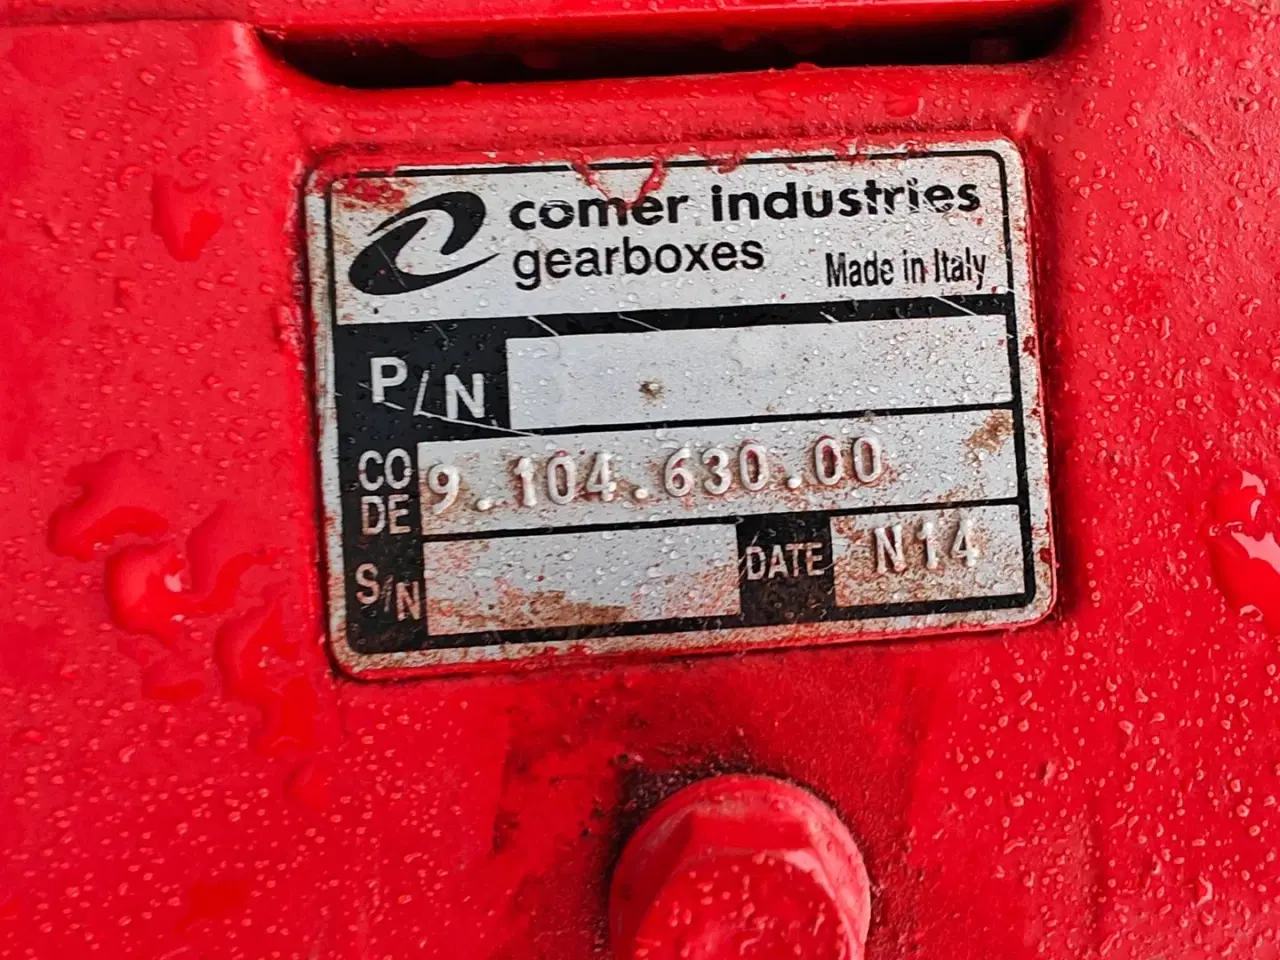 comer industries
gearboxes
Made in Italy
P/N
CODE 9.104.630.00
S/N
DATE N14